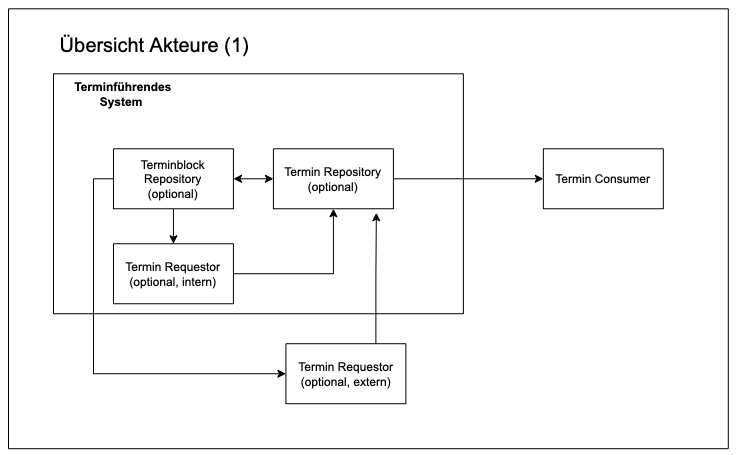 Übersicht Akteure (1)
Terminführendes
System
Terminblock
Repository
(optional)
Termin Repository
(optional)
Termin Consumer
Termin Requestor
(optional, intern)
Termin Requestor
(optional, extern)